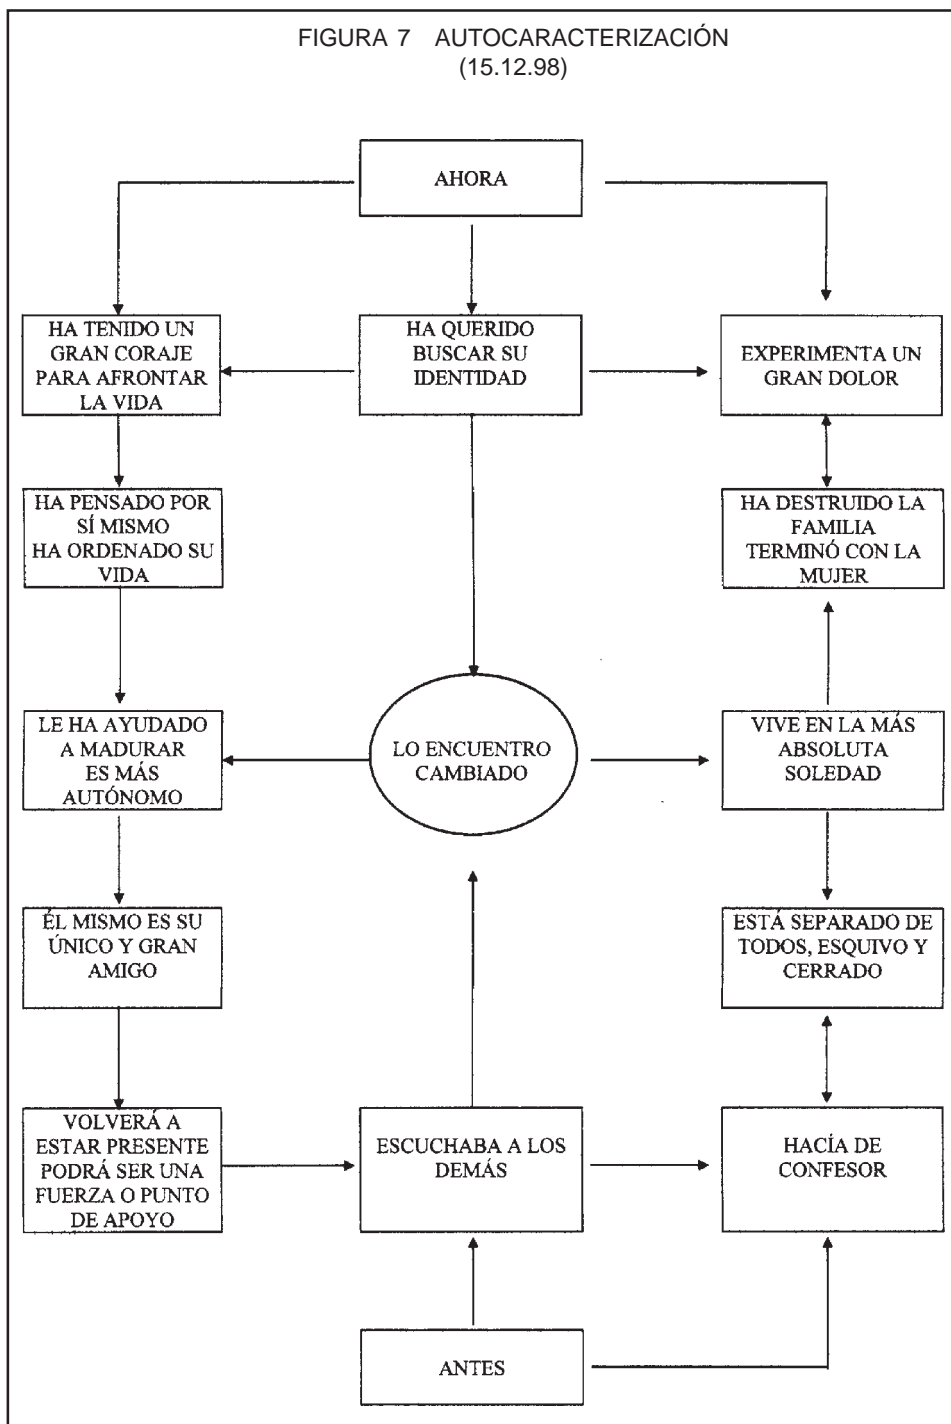 FIGURA 7 AUTOCARACTERIZACIÓN
(15.12.98)
AHORA
HA TENIDO UN
GRAN CORAJE
PARA AFRONTAR
LA VIDA
HA QUERIDO
BUSCAR SU
IDENTIDAD
EXPERIMENTA UN
GRAN DOLOR
HA PENSADO POR
SÍ MISMO
HA ORDENADO SU
VIDA
HA DESTRUIDO LA
FAMILIA
TERMINÓ CON LA
MUJER
LE HA AYUDADO
A MADURAR
ES MÁS
AUTÓNOMO
LO ENCUENTRO
CAMBIADO
VIVE EN LA MÁS
ABSOLUTA
SOLEDAD
ÉL MISMO ES SU
ÚNICO Y GRAN
AMIGO
ESTÁ SEPARADO DE
TODOS, ESQUIVO Y
CERRADO
VOLVERÁ A
ESTAR PRESENTE
PODRÁ SER UNA
FUERZA O PUNTO
DE APOYO
ESCUCHABA A LOS
DEMÁS
HACÍA DE
CONFESOR
ANTES